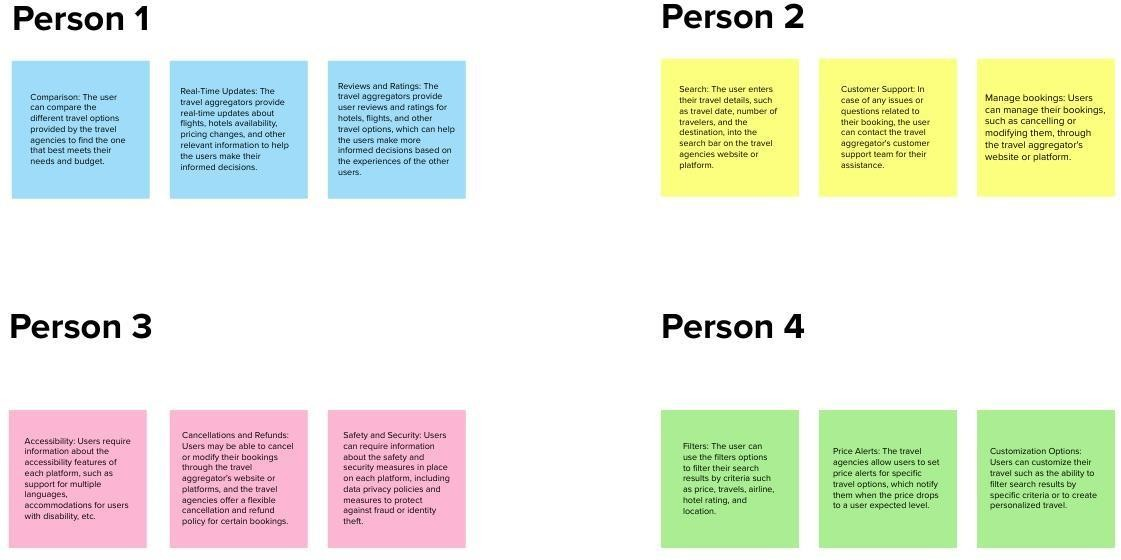 Person 1
Comparison: The user
can compare the
different travel options
provided by the travel
agencies to find the one
that best meets their
needs and budget.
Real-Time Updates: The
travel aggregators provide
real-time updates about
flights, hotels availability,
pricing changes, and other
relevant information to help
the users make their
informed decisions.
Reviews and Ratings: The
travel aggregators provide
user reviews and ratings for
hotels, flights, and other
travel options, which can help
the users make more
informed decisions based on
the experiences of the other
users.
Person 2
Search: The user enters
their travel details, such
as travel date, number of
travelers, and the
destination, into the
search bar on the travel
agencies website or
platform.
Customer Support: In
case of any issues or
questions related to
their booking, the user
can contact the travel
aggregator's customer
support team for their
assistance.
Manage bookings: Users
can manage their bookings,
such as cancelling or
modifying them, through
the travel aggregator's
website or platform.
Person 3
Accessibility: Users require
information about the
accessibility features of
each platform, such as
support for multiple
languages,
accommodations for users
with disability, etc.
Cancellations and Refunds:
Users may be able to cancel
or modify their bookings
through the travel
aggregator's website or
platforms, and the travel
agencies offer a flexible
cancellation and refund
policy for certain bookings.
Safety and Security: Users
can require information
about the safety and
security measures in place
on each platform, including
data privacy policies and
measures to protect
against fraud or identity
theft.
Person 4
Filters: The user can
use the filters options
to filter their search
results by criteria such
as price, travels, airline,
hotel rating, and
location.
Price Alerts: The travel
agencies allow users to set
price alerts for specific
travel options, which notify
them when the price drops
to a user expected level.
Customization Options:
Users can customize their
travel such as the ability to
filter search results by
specific criteria or to create
personalized travel.